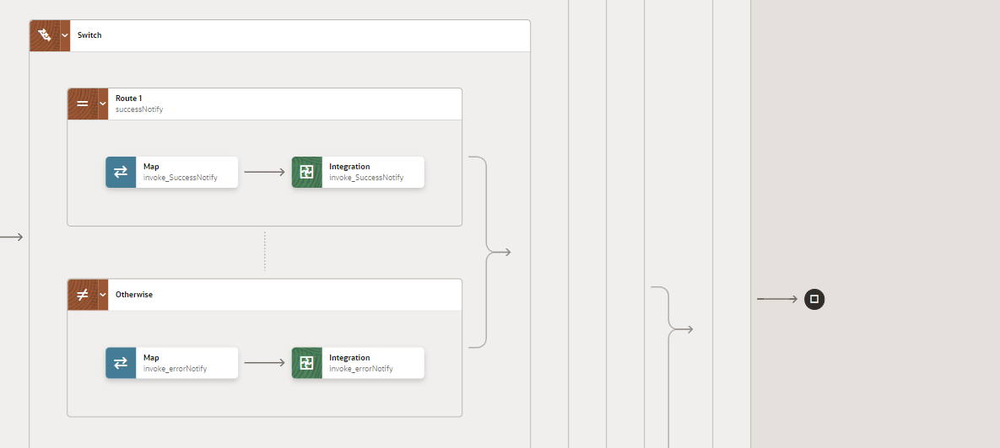 Switch
Route 1
successNotify
Map
invoke_SuccessNotify
Integration
invoke_SuccessNotify
Otherwise
Map
invoke_errorNotify
Integration
invoke_errorNotify